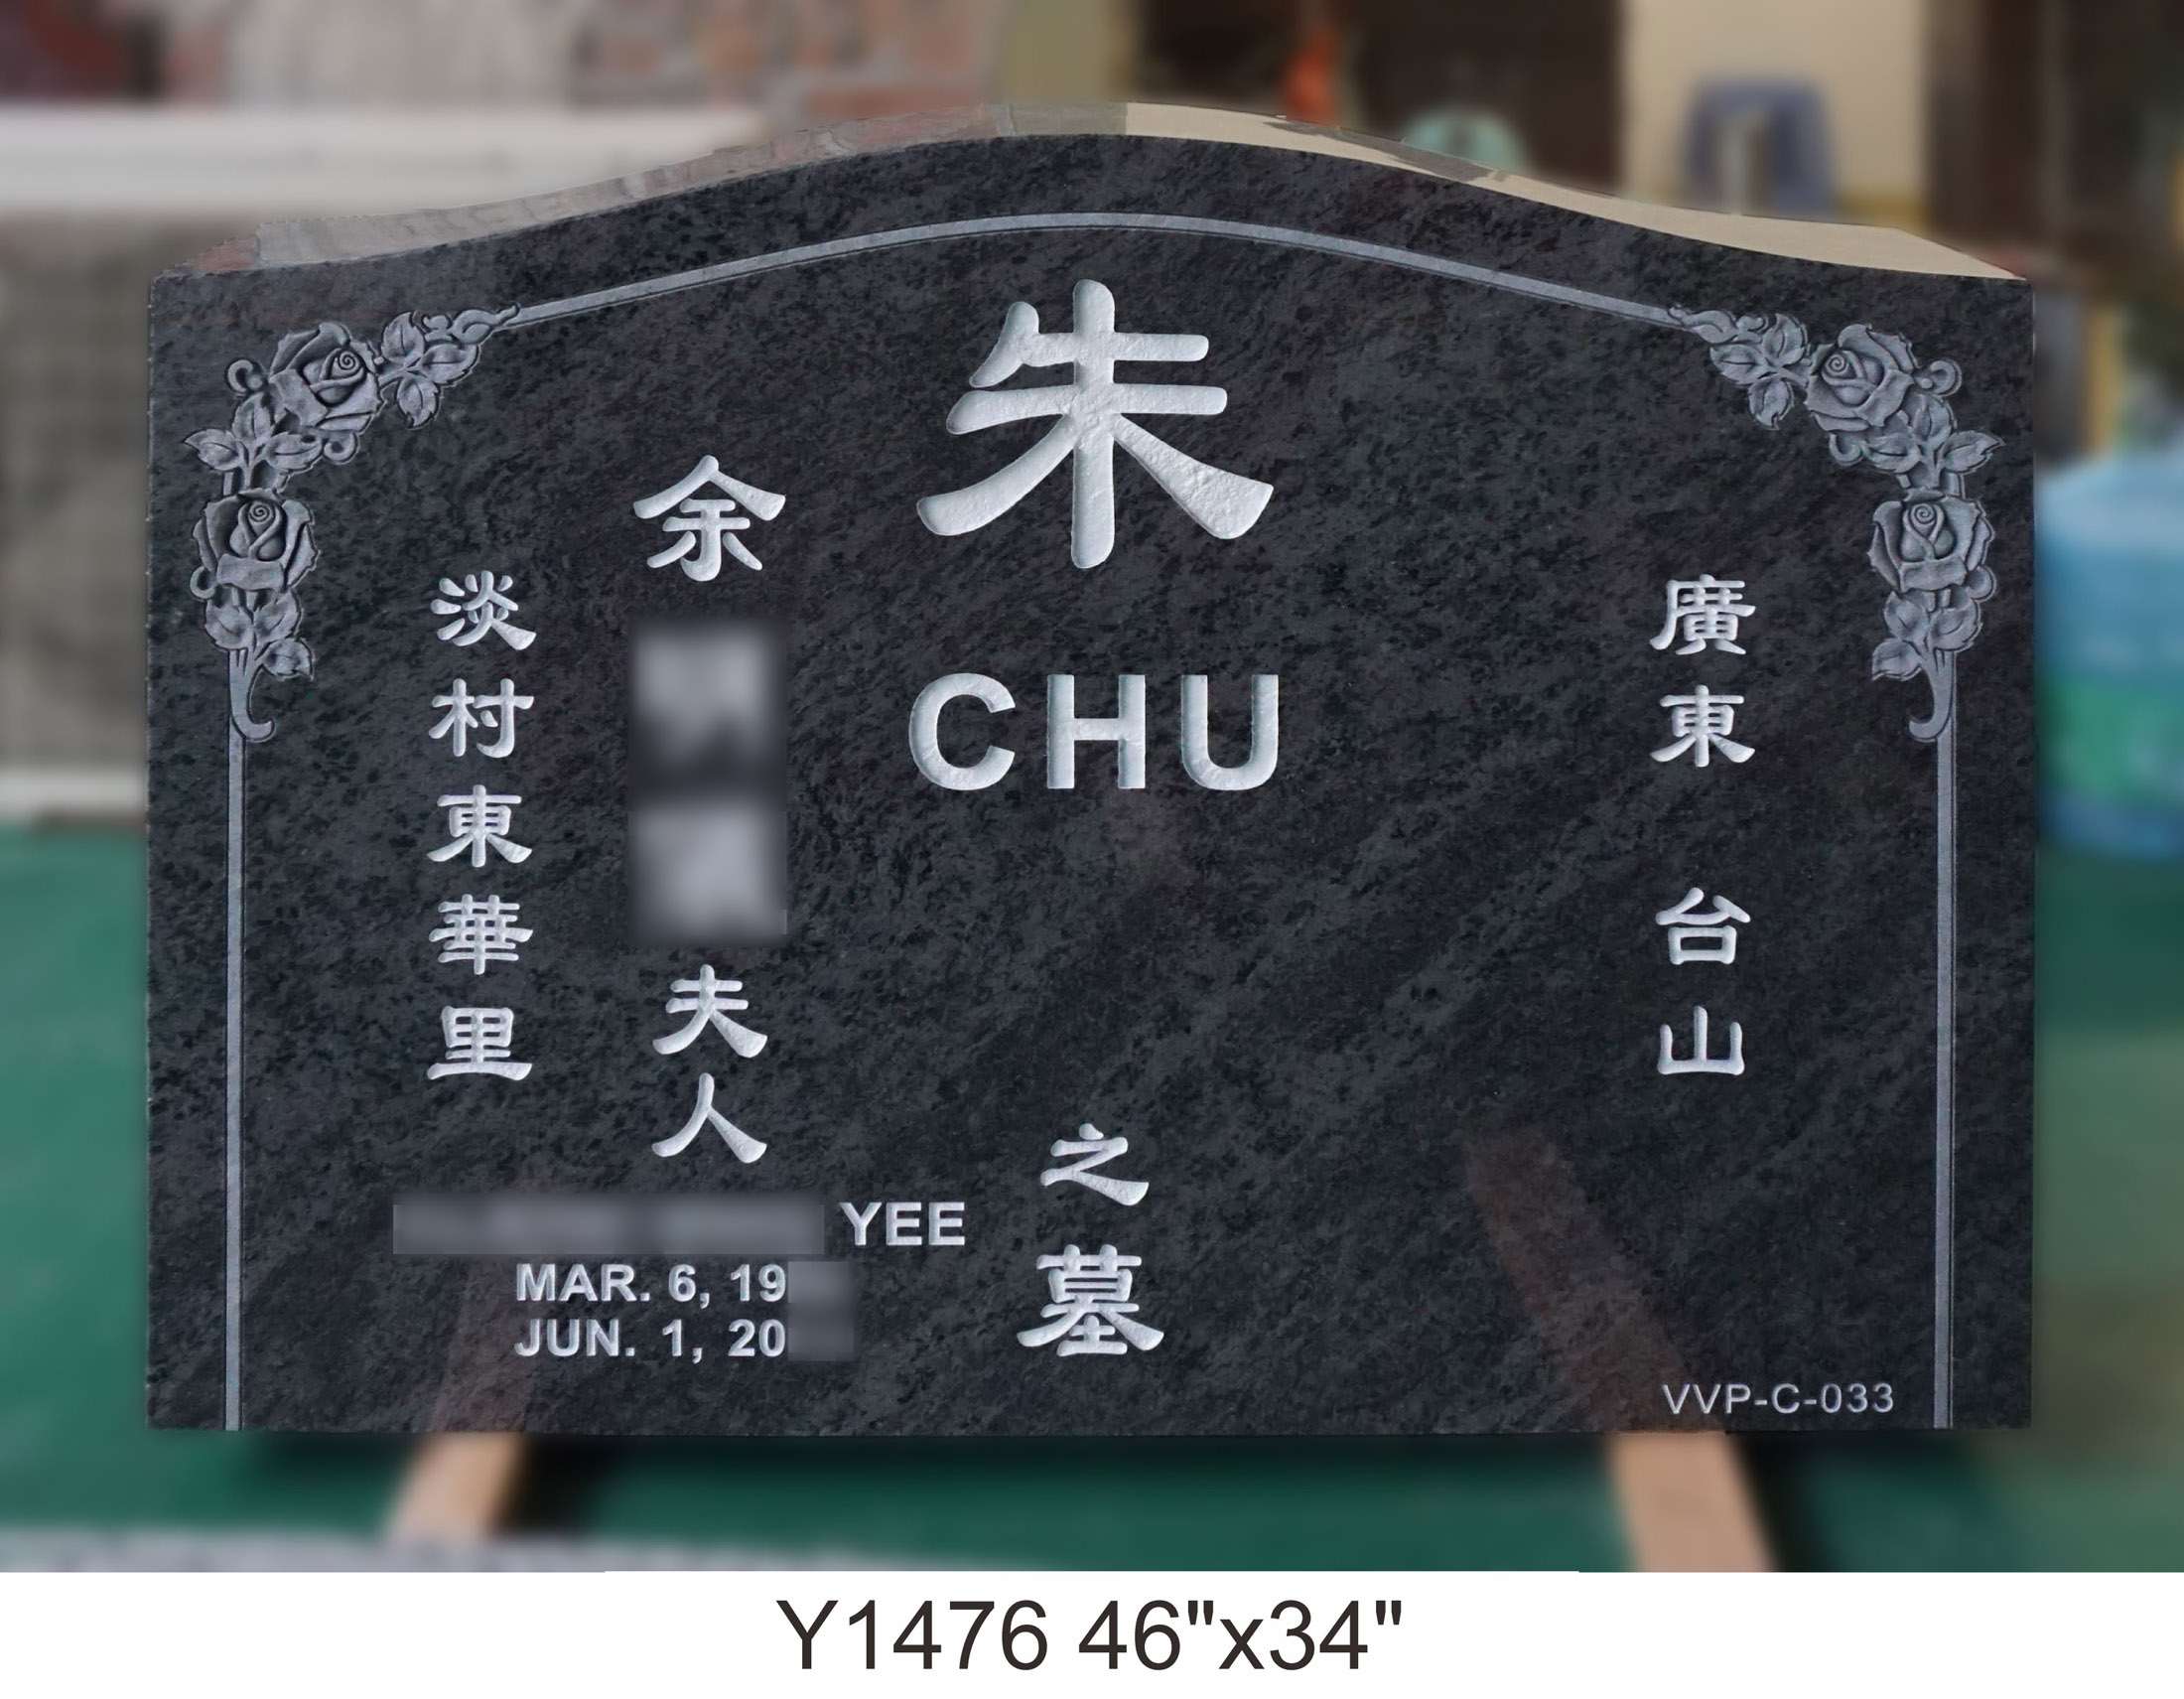 朱
CHU
廣東 台山
余
夫人
淡村東華里
之墓
YEE
MAR. 6, 19
JUN. 1, 20
VVP-C-033
Y1476 46"x34"